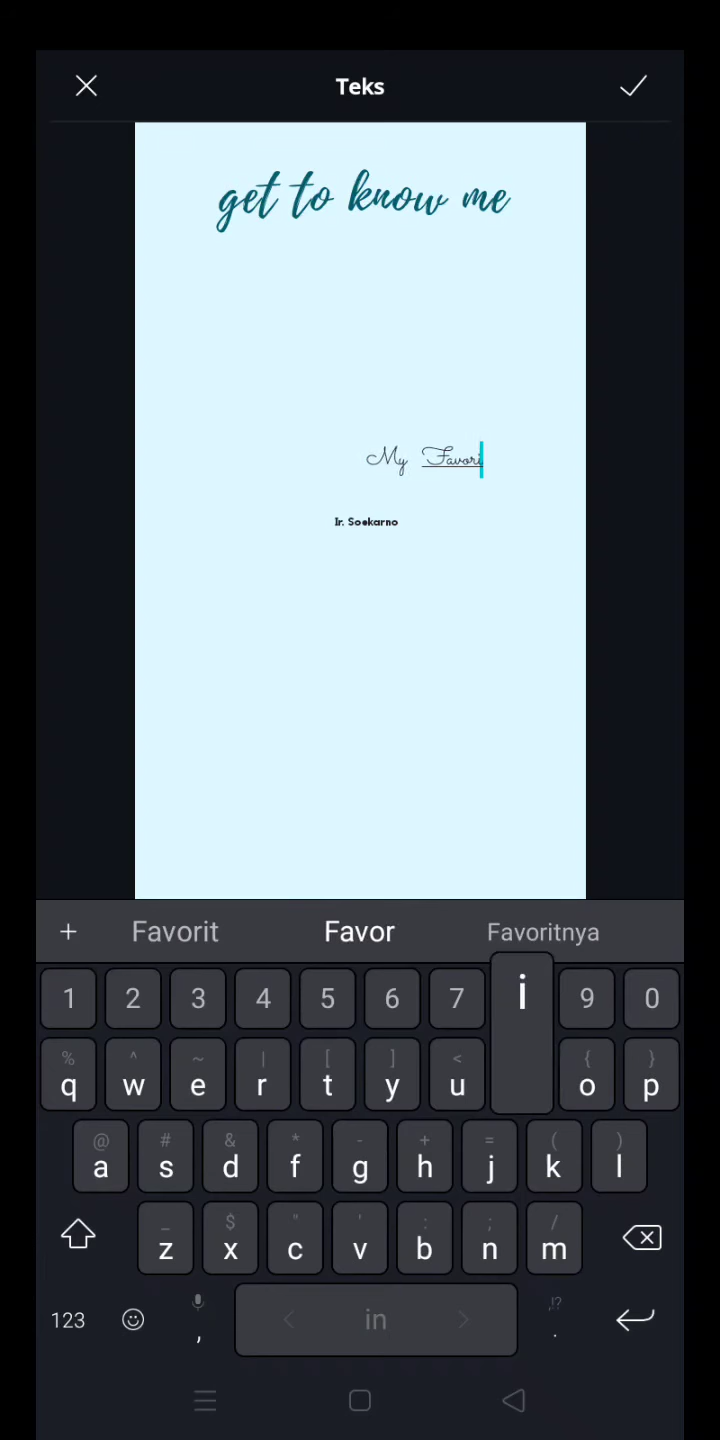 Teks
get to know me
My Favori
Ir. Soekarno
+ Favorit Favor Favoritnya
1 2 3 4 5 6 7 i 9 0
% ^ ~ | [ ] < { }
q w e r t y u o p
@ # & * - + = ( )
a s d f g h j k l
_ $ " ' : ; /
z x c v b n m
123 , < in > ,!? .